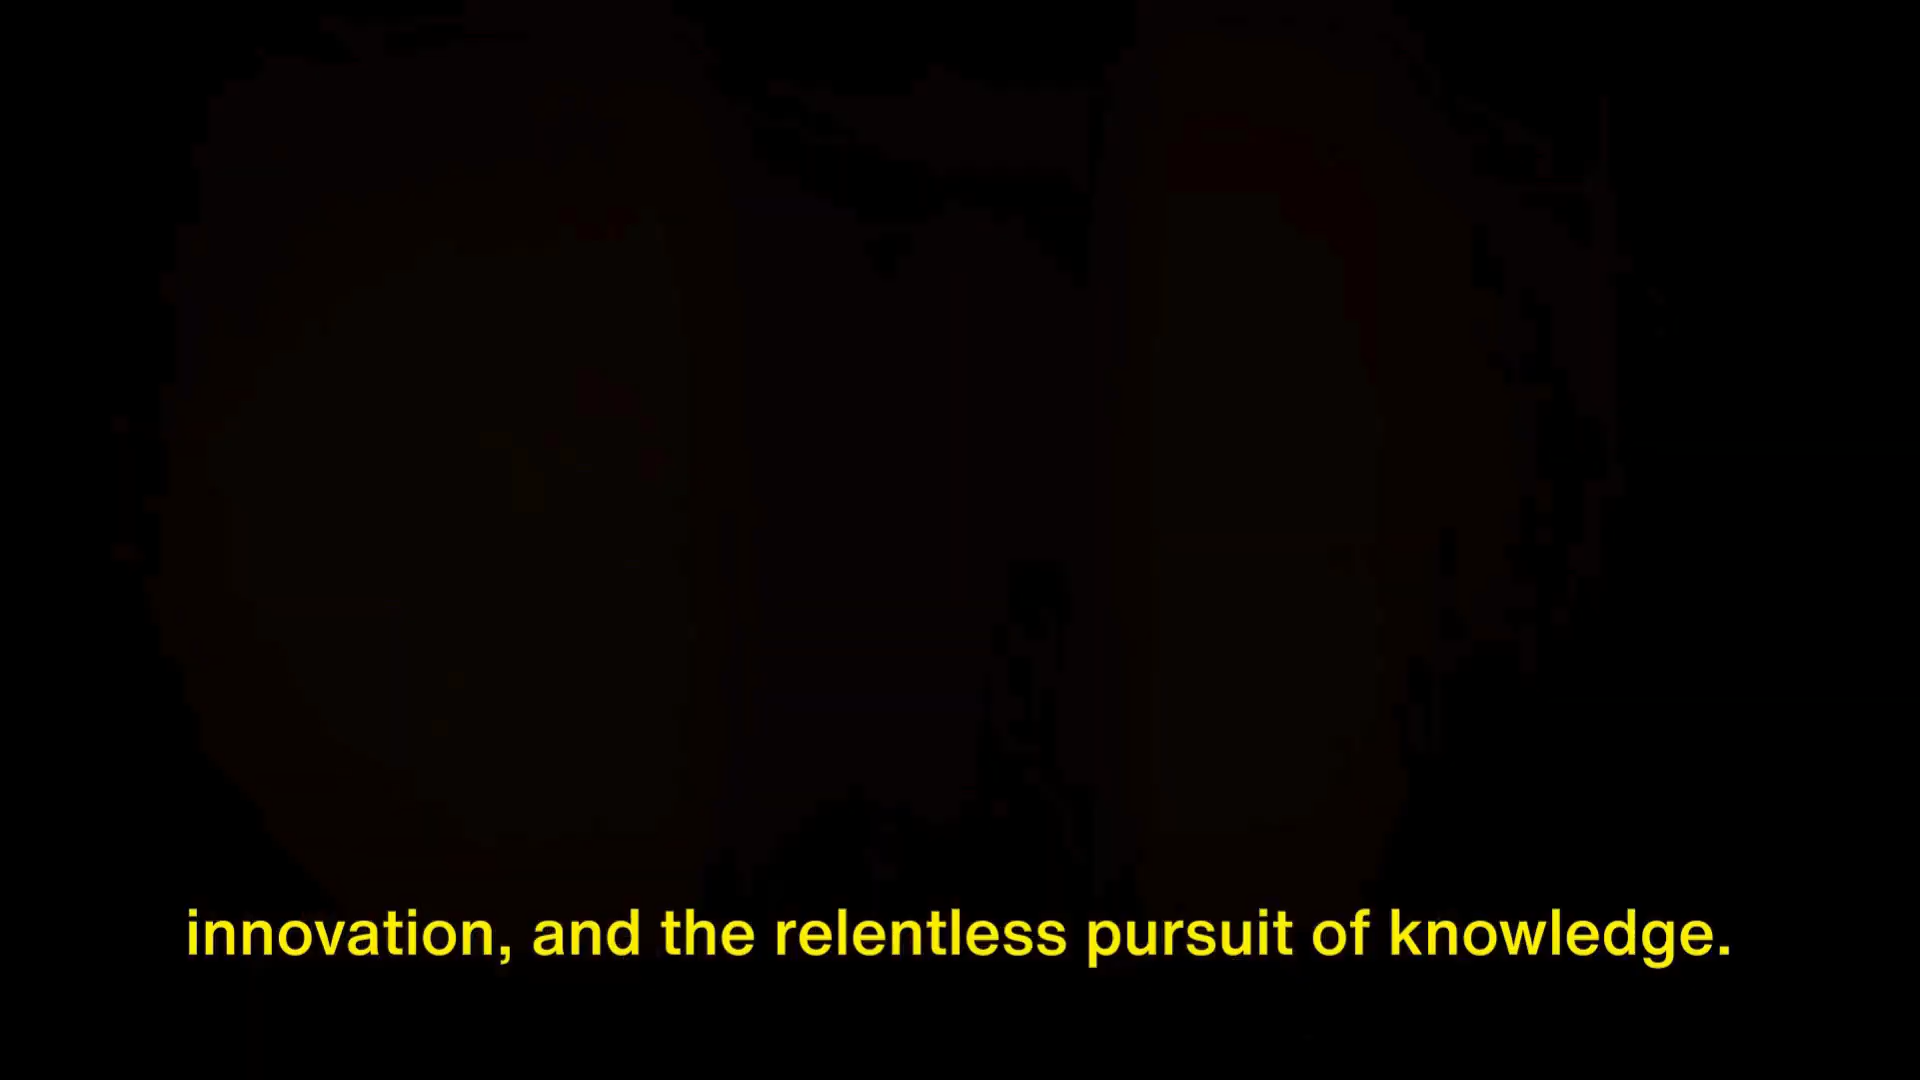 innovation, and the relentless pursuit of knowledge.